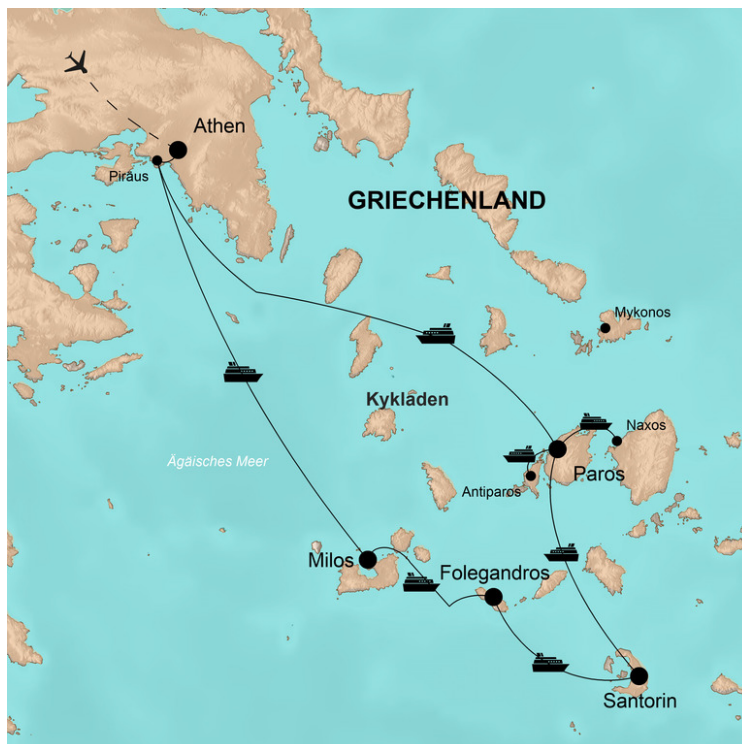 Athen
Piräus
GRIECHENLAND
Mykonos
Kykladen
Naxos
Ägäisches Meer
Paros
Antiparos
Milos
Folegandros
Santorin